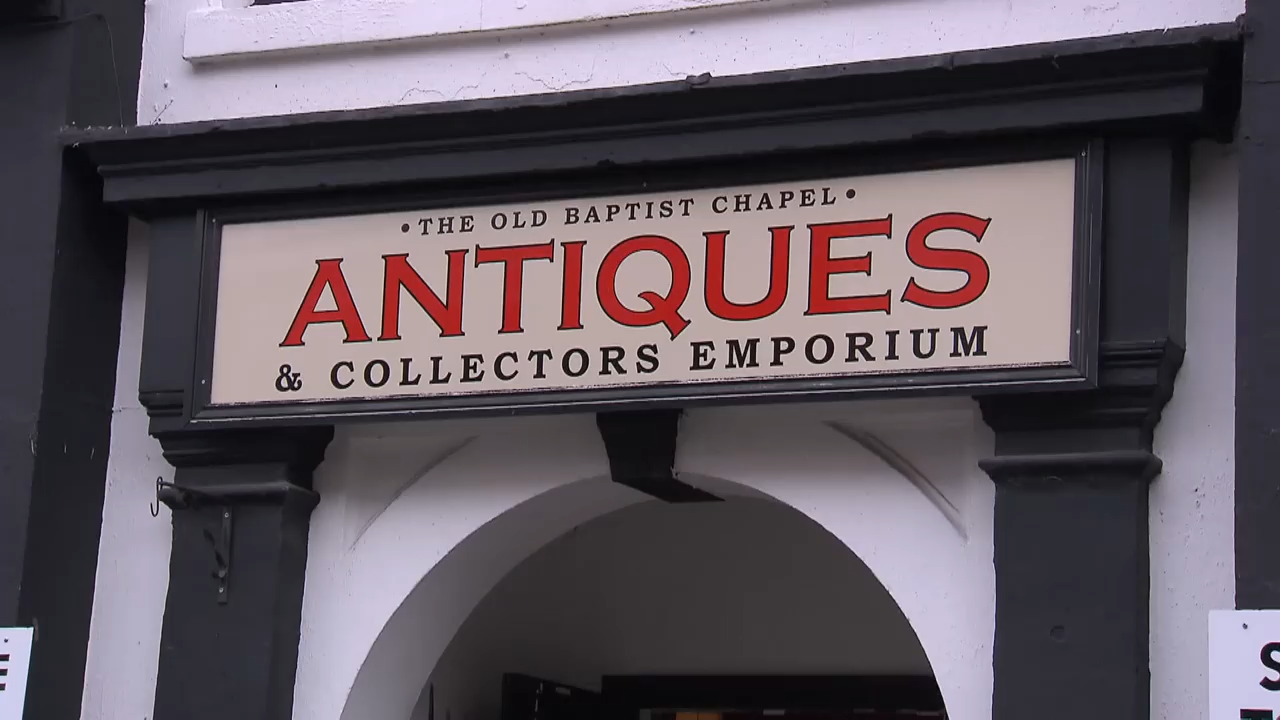 • THE OLD BAPTIST CHAPEL •
ANTIQUES
& COLLECTORS EMPORIUM